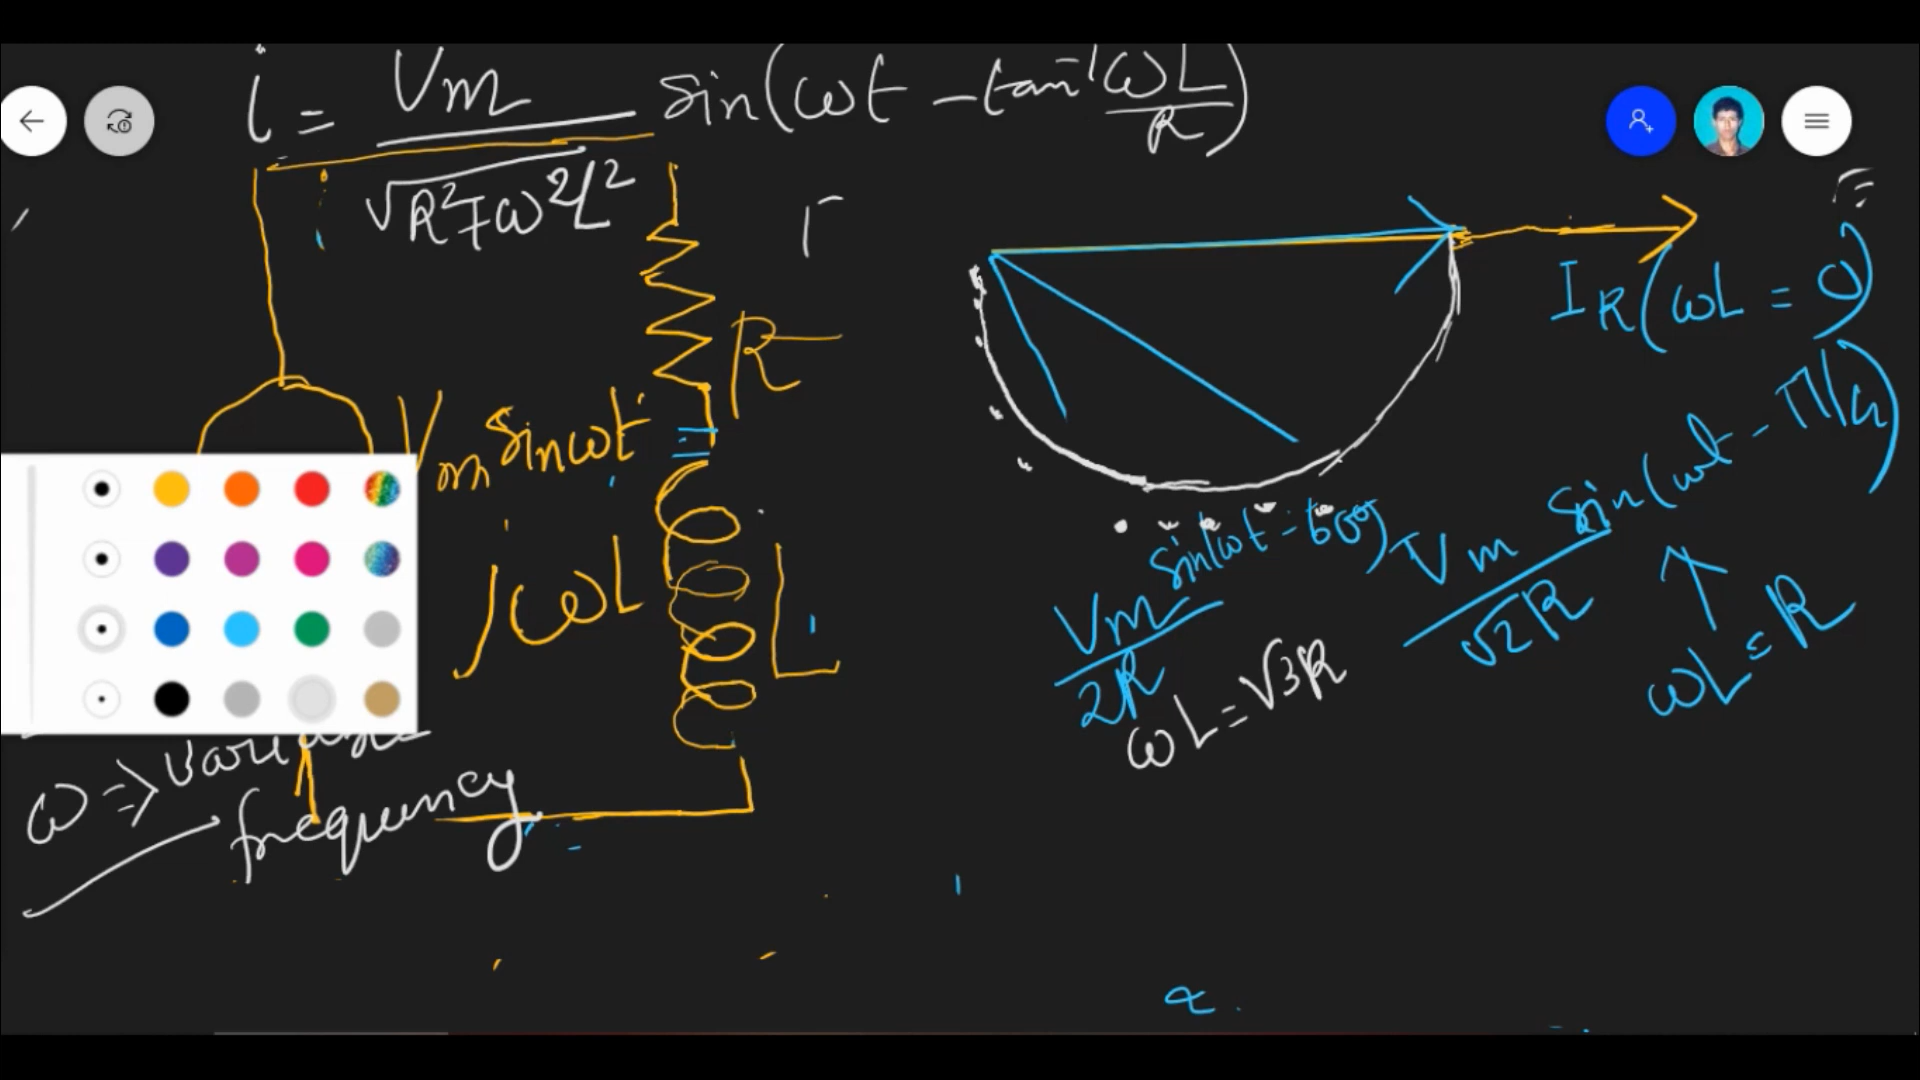 i = Vm / √R²+ω²L² sin(ωt - tan⁻¹ ωL/R)
R
Vm sinωt
jωL
L
ω => variable
frequency
I_R (ωL = 0)
Vm/2R sin(ωt - 60°)
ωL = √3R
Vm/√2R sin(ωt - π/4)
ωL = R